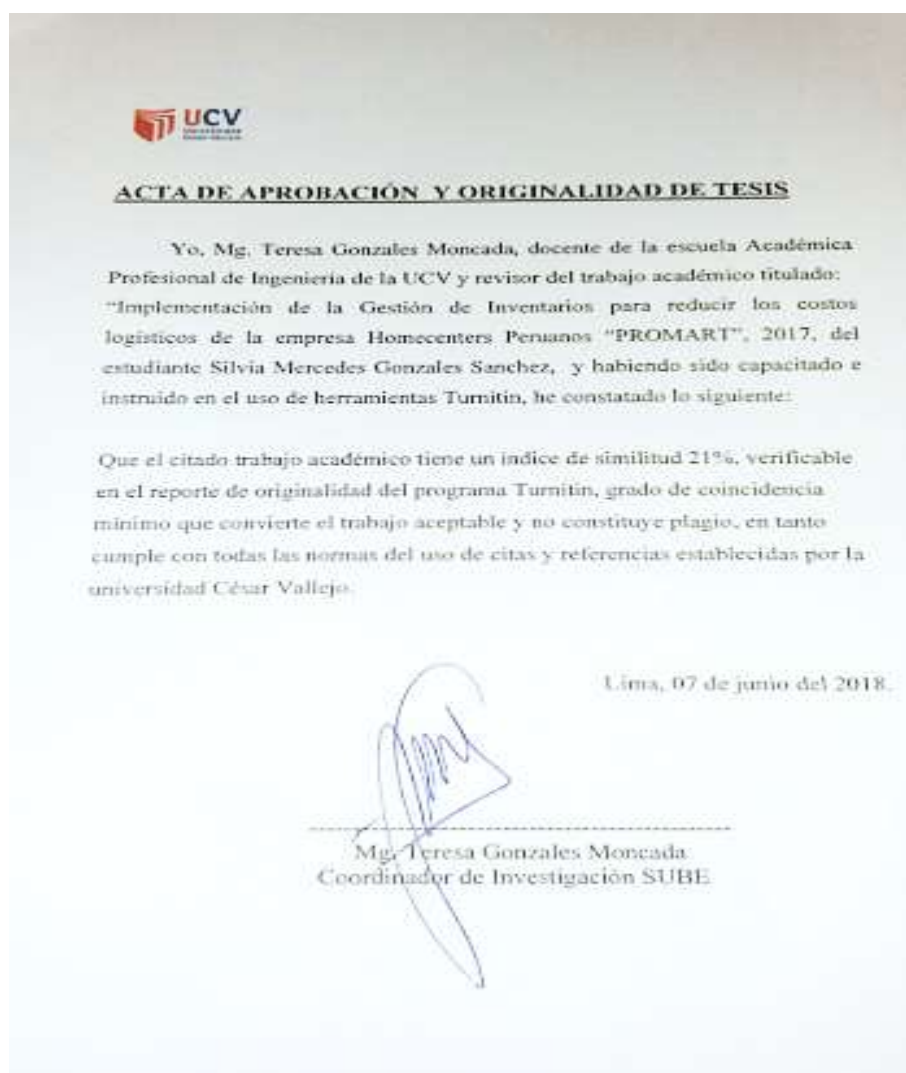 UCV
ACTA DE APROBACIÓN Y ORIGINALIDAD DE TESIS
Yo, Mg. Teresa Gonzales Moncada, docente de la escuela Académica
Profesional de Ingeniería de la UCV y revisor del trabajo académico titulado:
"Implementación de la Gestión de Inventarios para reducir los costos
logísticos de la empresa Homecenters Peruanos "PROMART", 2017, del
estudiante Silvia Mercedes Gonzales Sanchez, y habiendo sido capacitado e
instruido en el uso de herramientas Turnitin, he constatado lo siguiente:
Que el citado trabajo académico tiene un indice de similitud 21%, verificable
en el reporte de originalidad del programa Turnitin, grado de coincidencia
mínimo que convierte el trabajo aceptable y no constituye plagio, en tanto
cumple con todas las normas del uso de citas y referencias establecidas por la
universidad César Vallejo.
Lima, 07 de junio del 2018.
Mg. Teresa Gonzales Moncada
Coordinador de Investigación SUBE